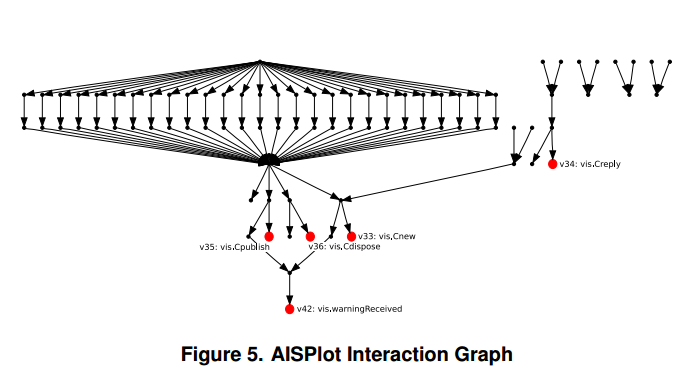 v34: vis.Creply
v33: vis,Cnew
v35: vis.Cpublish
v36: vis.Cdispose
v42: vis.warningReceived
Figure 5. AISPlot Interaction Graph